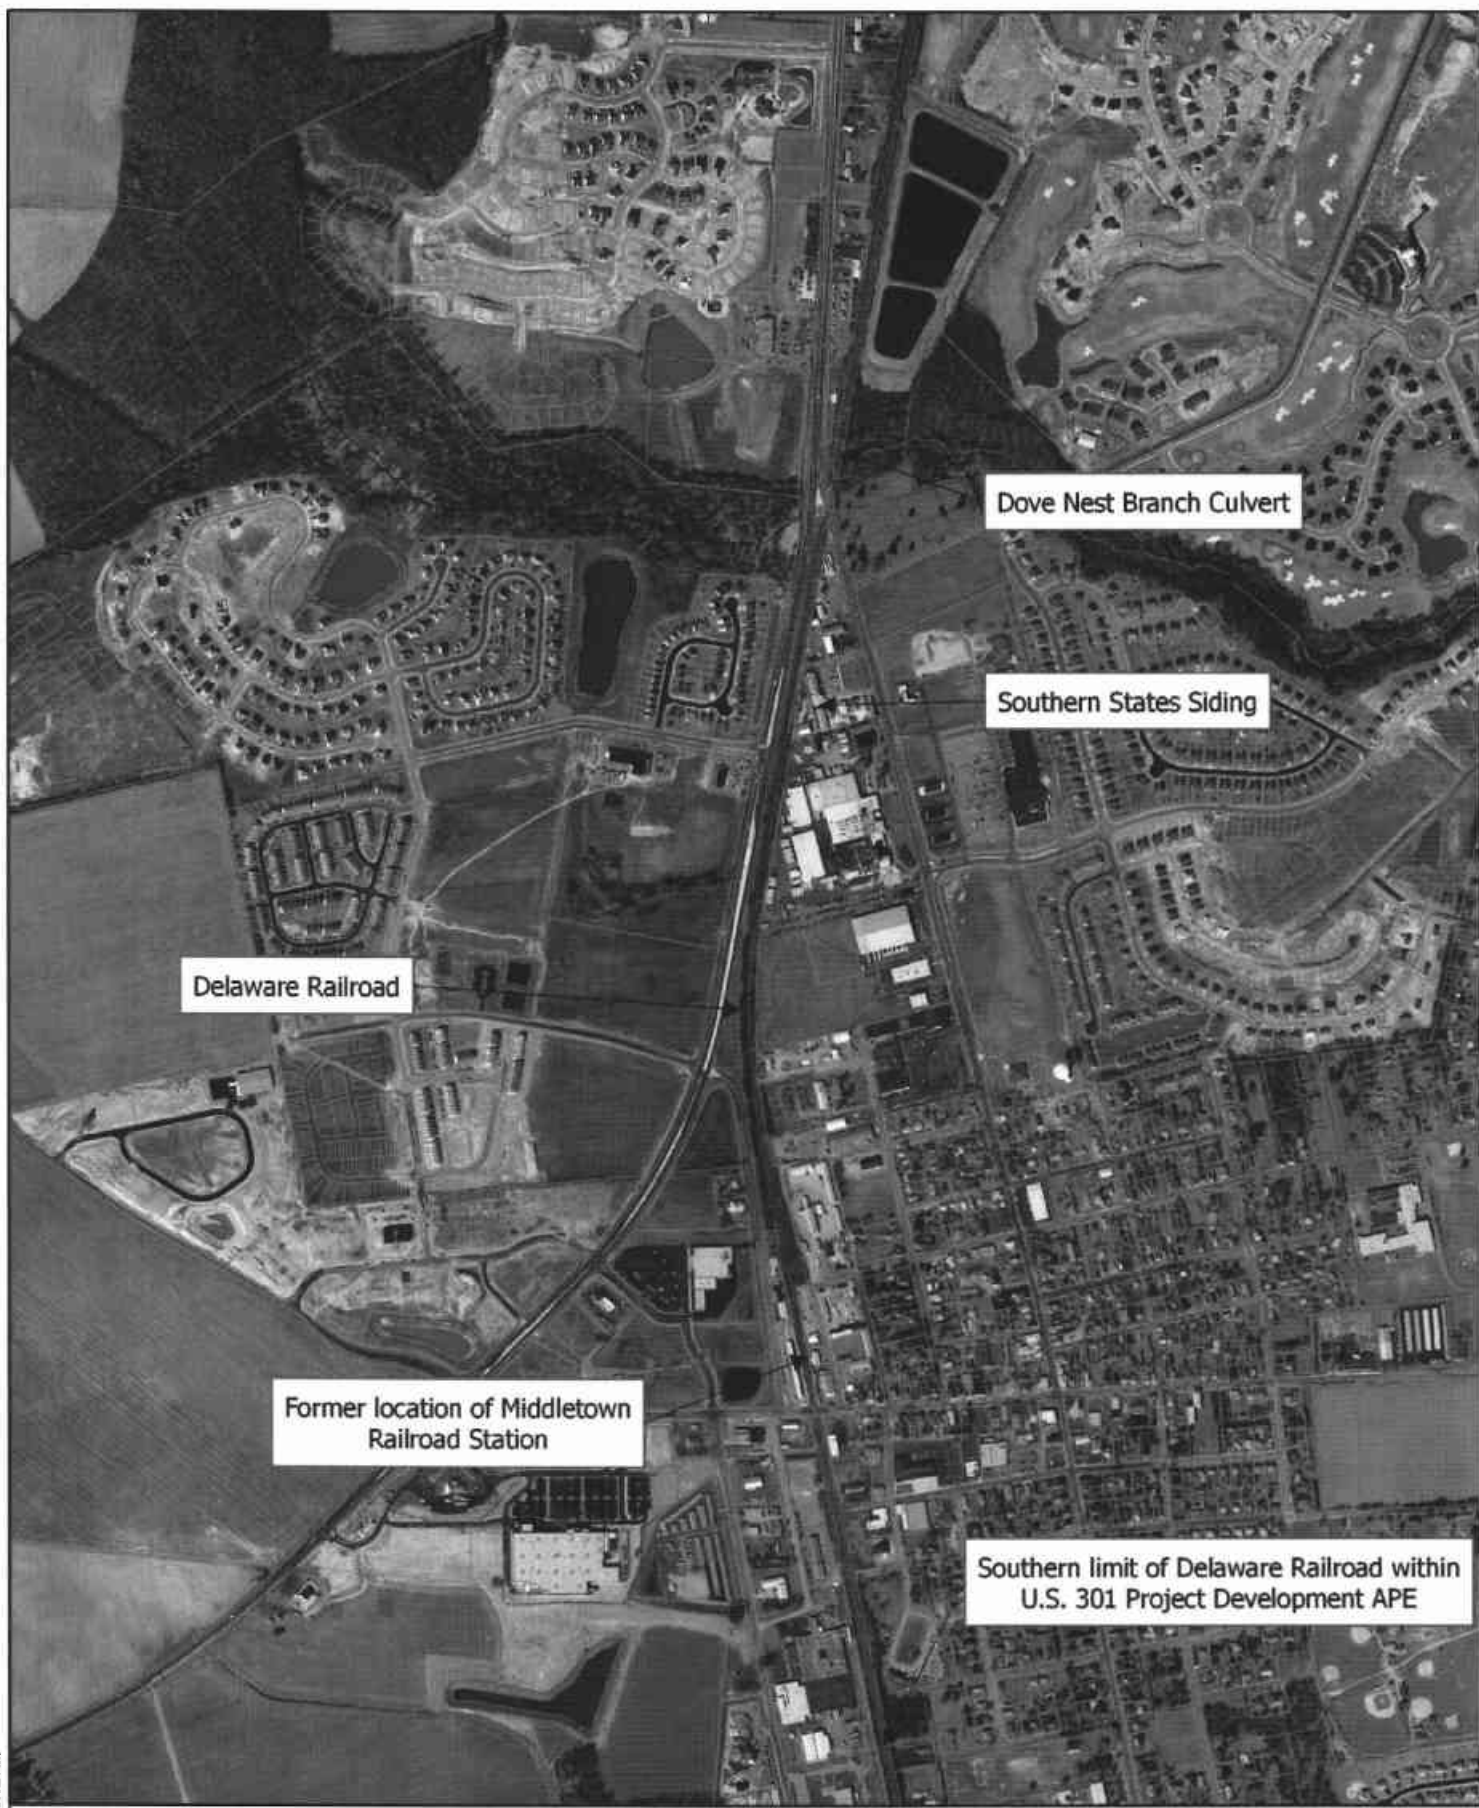 Dove Nest Branch Culvert
Southern States Siding
Delaware Railroad
Former location of Middletown
Railroad Station
Southern limit of Delaware Railroad within
U.S. 301 Project Development APE